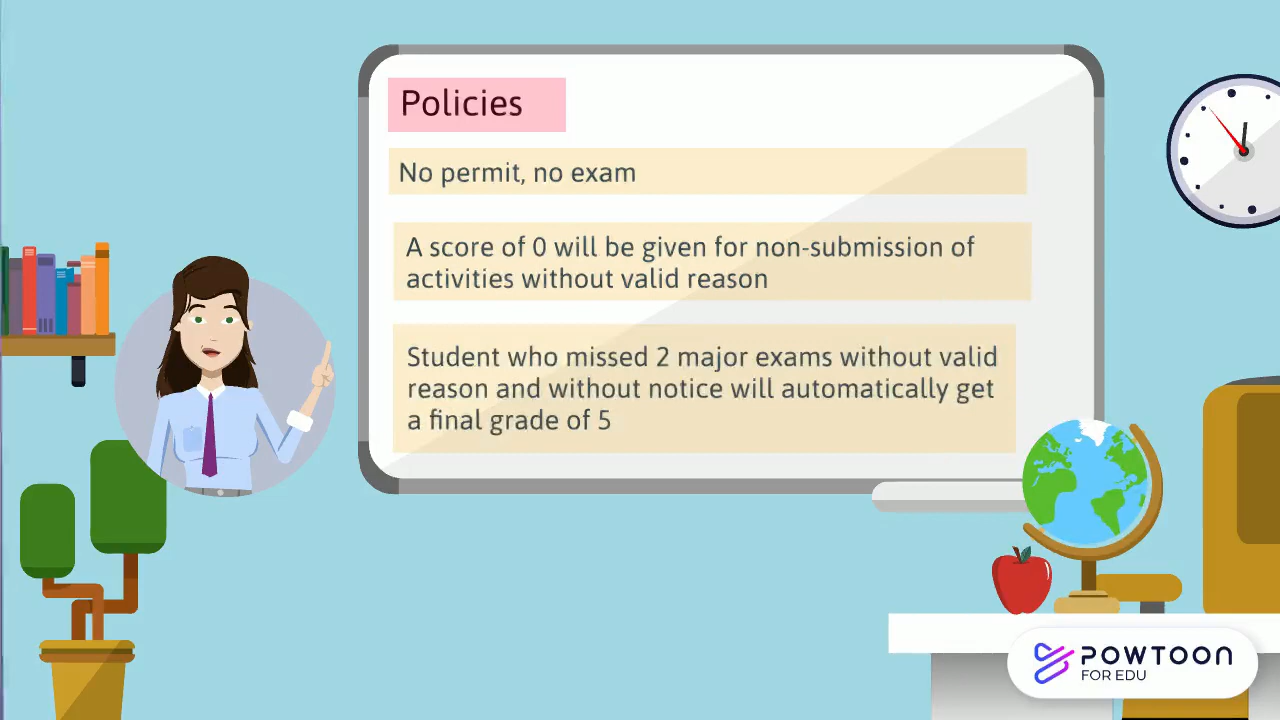 Policies
No permit, no exam
A score of 0 will be given for non-submission of
activities without valid reason
Student who missed 2 major exams without valid
reason and without notice will automatically get
a final grade of 5
POWTOON
FOR EDU